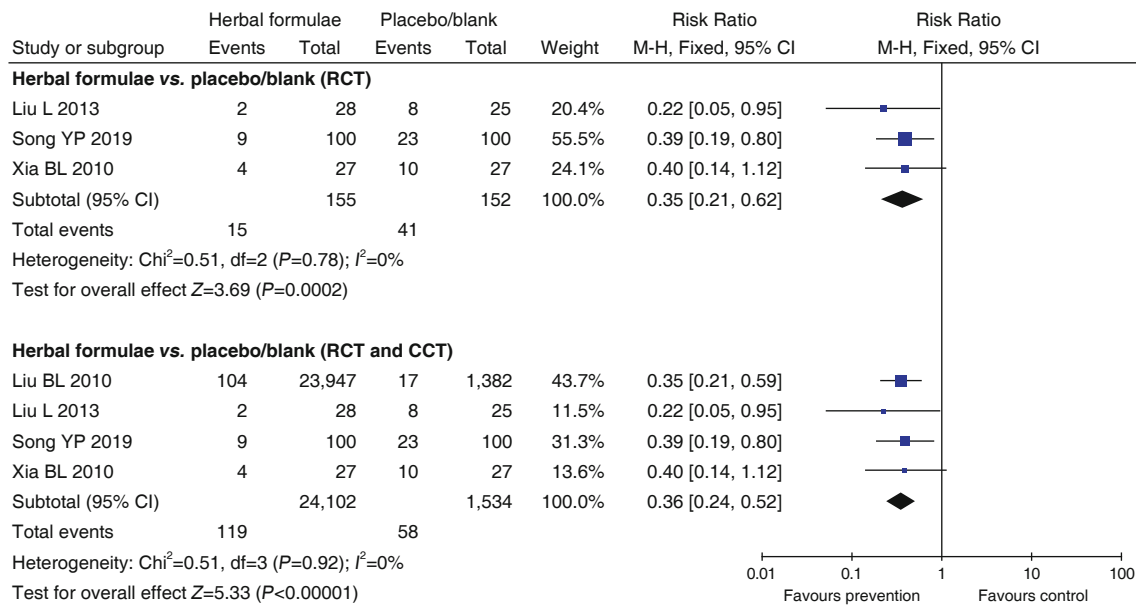 Herbal formulae Placebo/blank Risk Ratio Risk Ratio
Study or subgroup Events Total Events Total Weight M-H, Fixed, 95% CI M-H, Fixed, 95% CI
Herbal formulae vs. placebo/blank (RCT)
Liu L 2013 2 28 8 25 20.4% 0.22 [0.05, 0.95]
Song YP 2019 9 100 23 100 55.5% 0.39 [0.19, 0.80]
Xia BL 2010 4 27 10 27 24.1% 0.40 [0.14, 1.12]
Subtotal (95% CI) 155 152 100.0% 0.35 [0.21, 0.62]
Total events 15 41
Heterogeneity: Chi²=0.51, df=2 (P=0.78); I²=0%
Test for overall effect Z=3.69 (P=0.0002)
Herbal formulae vs. placebo/blank (RCT and CCT)
Liu BL 2010 104 23,947 17 1,382 43.7% 0.35 [0.21, 0.59]
Liu L 2013 2 28 8 25 11.5% 0.22 [0.05, 0.95]
Song YP 2019 9 100 23 100 31.3% 0.39 [0.19, 0.80]
Xia BL 2010 4 27 10 27 13.6% 0.40 [0.14, 1.12]
Subtotal (95% CI) 24,102 1,534 100.0% 0.36 [0.24, 0.52]
Total events 119 58
Heterogeneity: Chi²=0.51, df=3 (P=0.92); I²=0%
Test for overall effect Z=5.33 (P<0.00001)
0.01 0.1 1 10 100
Favours prevention Favours control